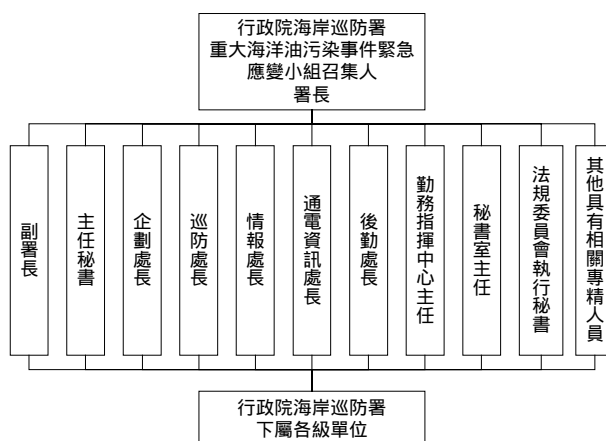 行政院海岸巡防署
重大海洋油污染事件緊急
應變小組召集人
署長
副署長
主任秘書
企劃處長
巡防處長
情報處長
通電資訊處長
後勤處長
勤務指揮中心主任
秘書室主任
法規委員會執行秘書
其他具有相關專精人員
行政院海岸巡防署
下屬各級單位